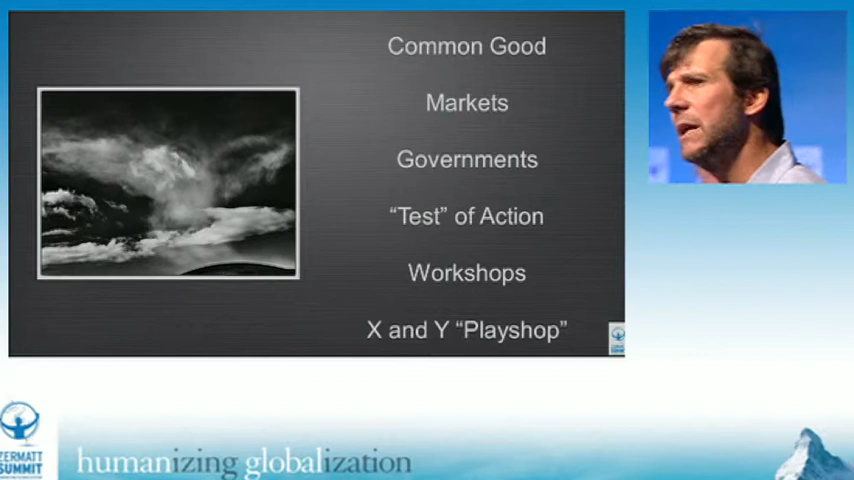 Common Good
Markets
Governments
“Test” of Action
Workshops
X and Y “Playshop”
ZERMATT
SUMMIT
humanizing globalization